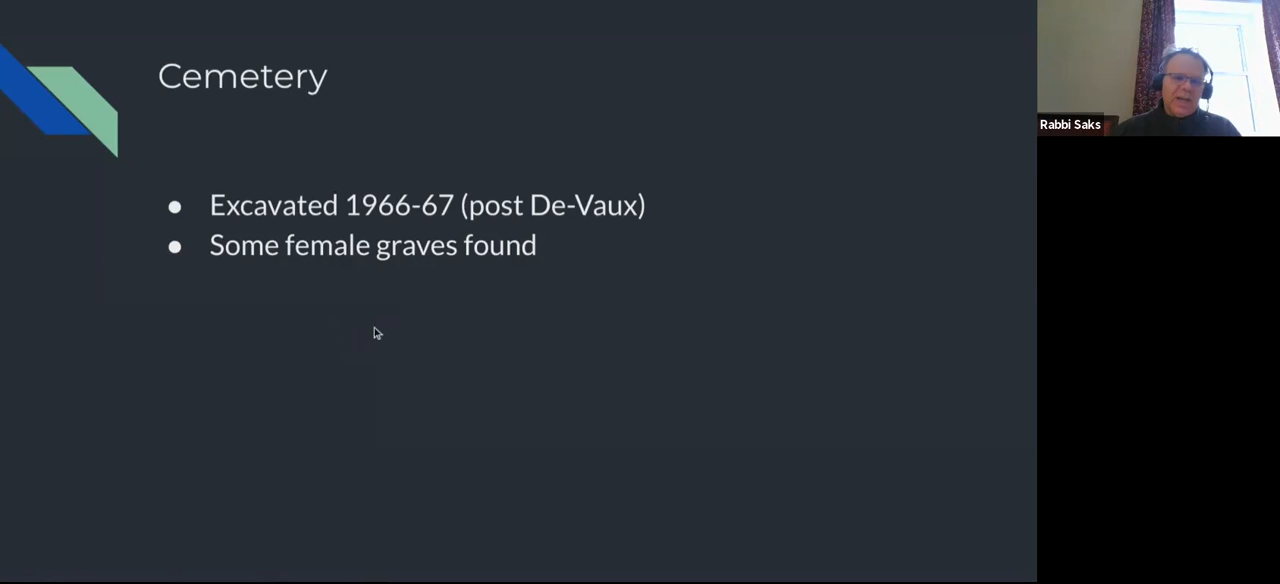 Cemetery
● Excavated 1966-67 (post De-Vaux)
● Some female graves found
Rabbi Saks